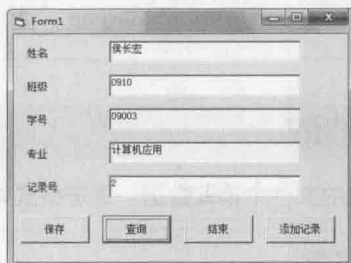 Form1
姓名 侯长宏
班级 0910
学号 09003
专业 计算机应用
记录号 2
保存 查询 结束 添加记录